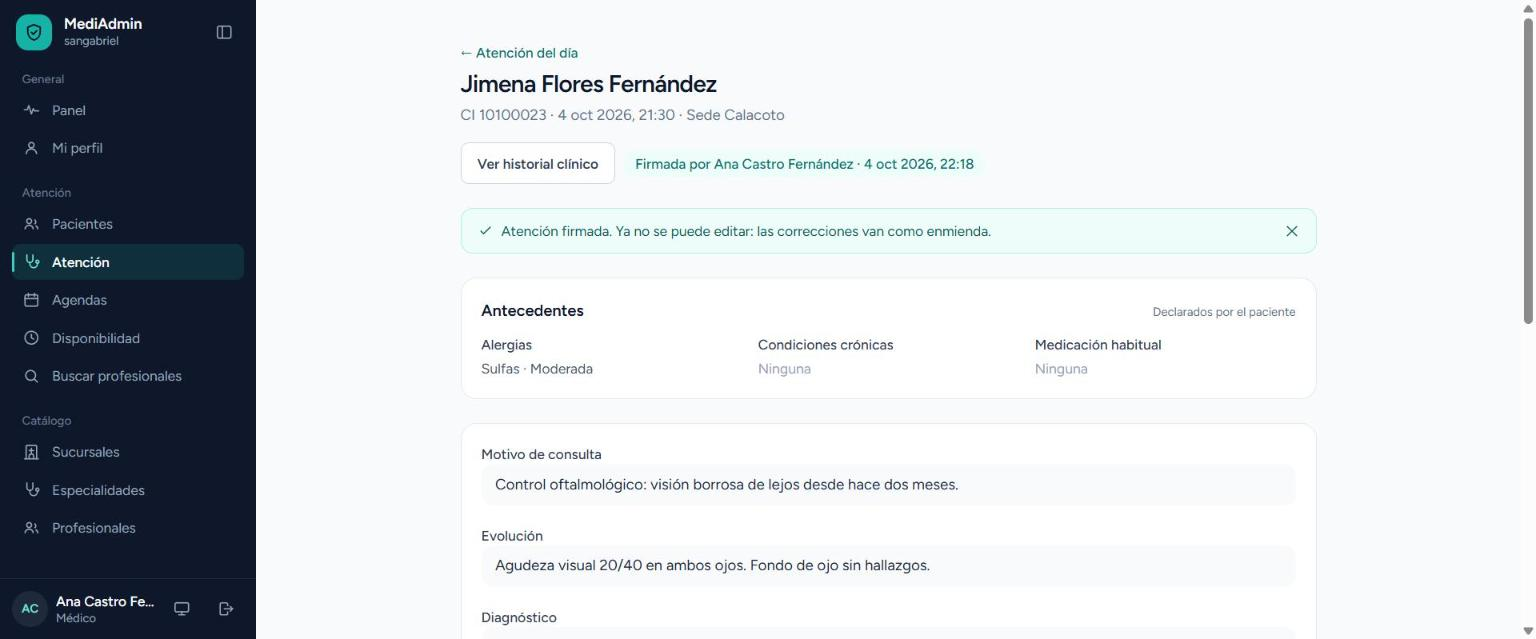 MediAdmin
sangabriel
General
Panel
Mi perfil
Atención
Pacientes
Atención
Agendas
Disponibilidad
Buscar profesionales
Catálogo
Sucursales
Especialidades
Profesionales
AC
Ana Castro Fe...
Médico
← Atención del día
Jimena Flores Fernández
CI 10100023 · 4 oct 2026, 21:30 · Sede Calacoto
Ver historial clínico
Firmada por Ana Castro Fernández · 4 oct 2026, 22:18
Atención firmada. Ya no se puede editar: las correcciones van como enmienda.
Antecedentes
Declarados por el paciente
Alergias
Condiciones crónicas
Medicación habitual
Sulfas · Moderada
Ninguna
Ninguna
Motivo de consulta
Control oftalmológico: visión borrosa de lejos desde hace dos meses.
Evolución
Agudeza visual 20/40 en ambos ojos. Fondo de ojo sin hallazgos.
Diagnóstico